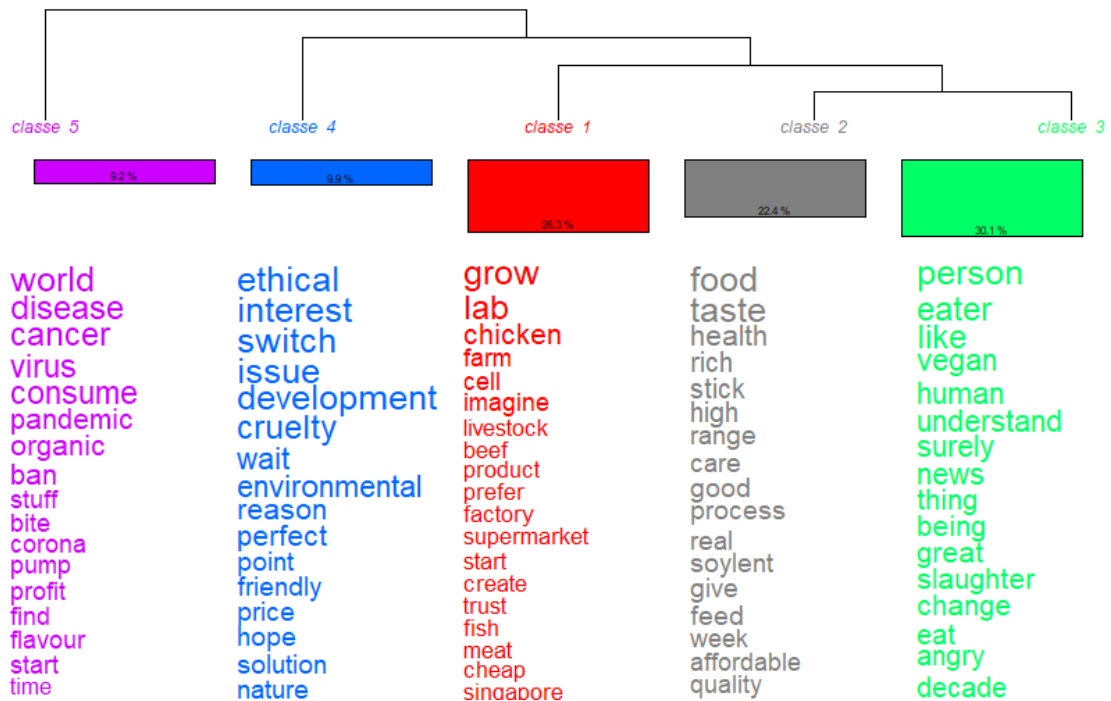 classe 5
classe 4
classe 1
classe 2
classe 3
9.2 %
9.9 %
28.3 %
22.4 %
30.1 %
world
disease
cancer
virus
consume
pandemic
organic
ban
stuff
bite
corona
pump
profit
find
flavour
start
time
ethical
interest
switch
issue
development
cruelty
wait
environmental
reason
perfect
point
friendly
price
hope
solution
nature
grow
lab
chicken
farm
cell
imagine
livestock
beef
product
prefer
factory
supermarket
start
create
trust
fish
meat
cheap
singapore
food
taste
health
rich
stick
high
range
care
good
process
real
soylent
give
feed
week
affordable
quality
person
eater
like
vegan
human
understand
surely
news
thing
being
great
slaughter
change
eat
angry
decade